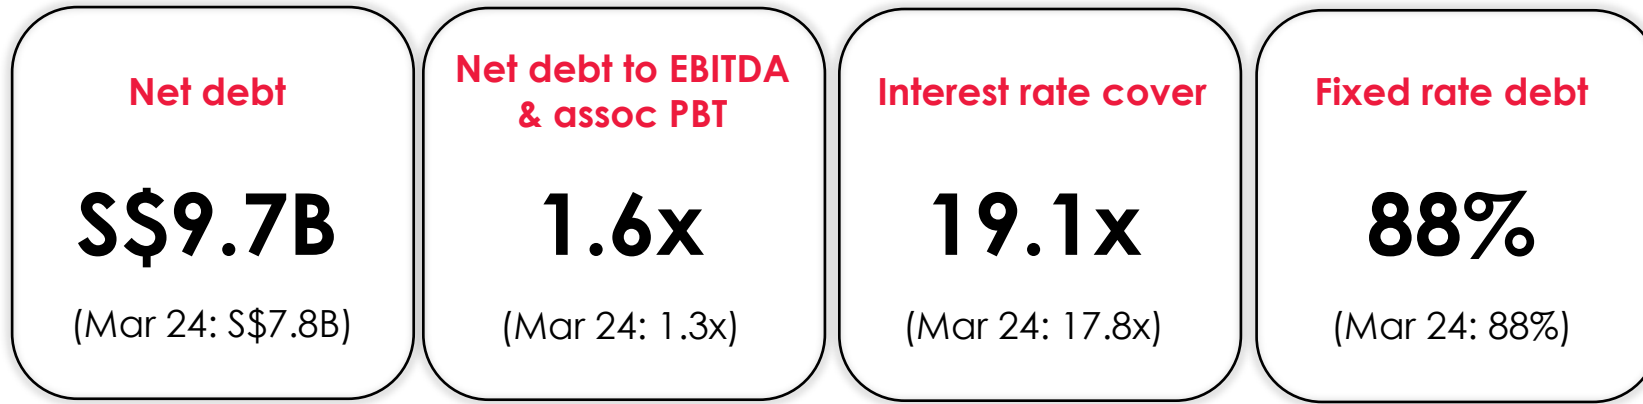 Net debt
S$9.7B
(Mar 24: S$7.8B)
Net debt to EBITDA
& assoc PBT
1.6x
(Mar 24: 1.3x)
Interest rate cover
19.1x
(Mar 24: 17.8x)
Fixed rate debt
88%
(Mar 24: 88%)